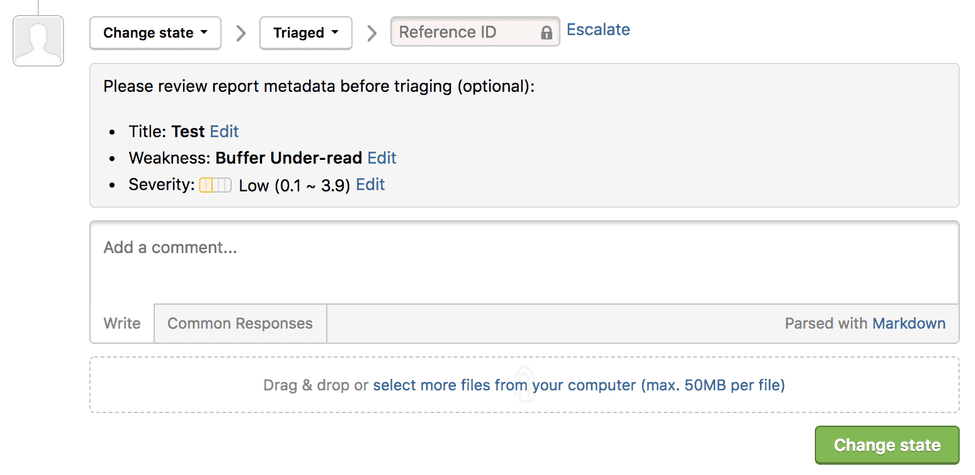 Change state Triaged Reference ID Escalate
Please review report metadata before triaging (optional):
• Title: Test Edit
• Weakness: Buffer Under-read Edit
• Severity: Low (0.1 ~ 3.9) Edit
Add a comment...
Write Common Responses Parsed with Markdown
Drag & drop or select more files from your computer (max. 50MB per file)
Change state